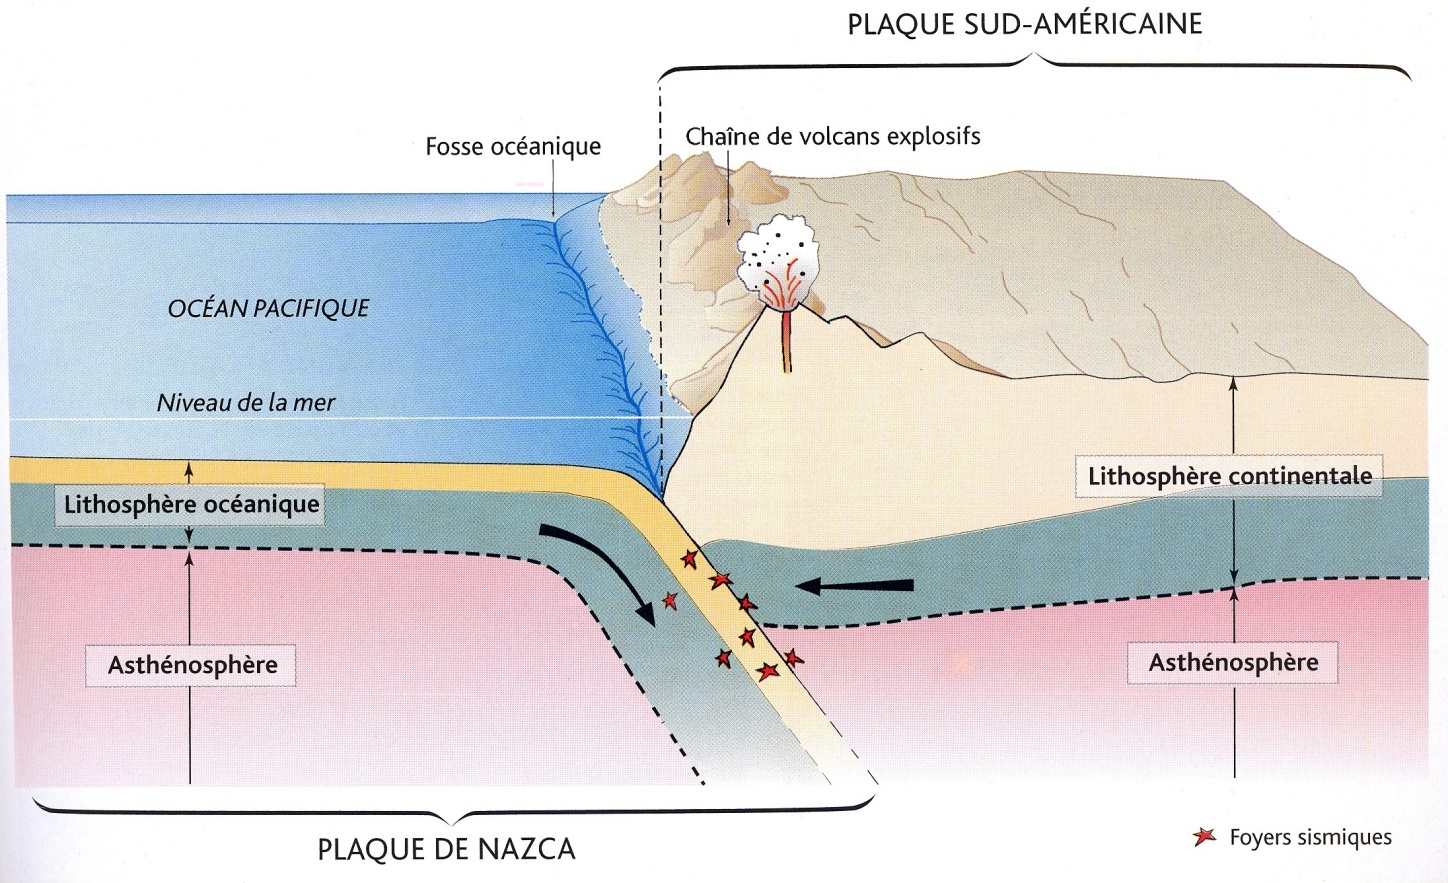 PLAQUE SUD-AMÉRICAINE
Fosse océanique
Chaîne de volcans explosifs
OCÉAN PACIFIQUE
Niveau de la mer
Lithosphère océanique
Lithosphère continentale
Asthénosphère
Asthénosphère
PLAQUE DE NAZCA
Foyers sismiques